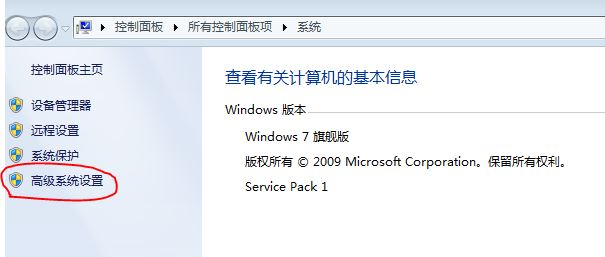 控制面板 ▸ 所有控制面板项 ▸ 系统
控制面板主页
设备管理器
远程设置
系统保护
高级系统设置
查看有关计算机的基本信息
Windows 版本
Windows 7 旗舰版
版权所有 © 2009 Microsoft Corporation。保留所有权利。
Service Pack 1